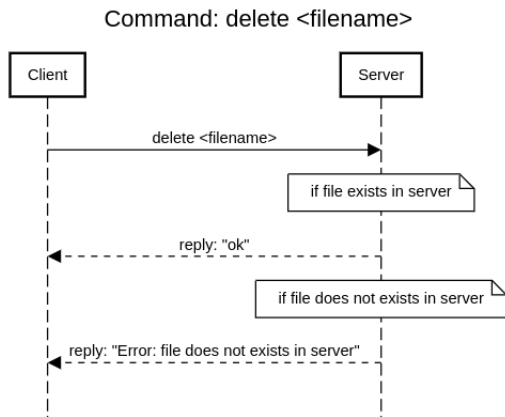 Command: delete <filename>
Client
Server
delete <filename>
if file exists in server
reply: "ok"
if file does not exists in server
reply: "Error: file does not exists in server"